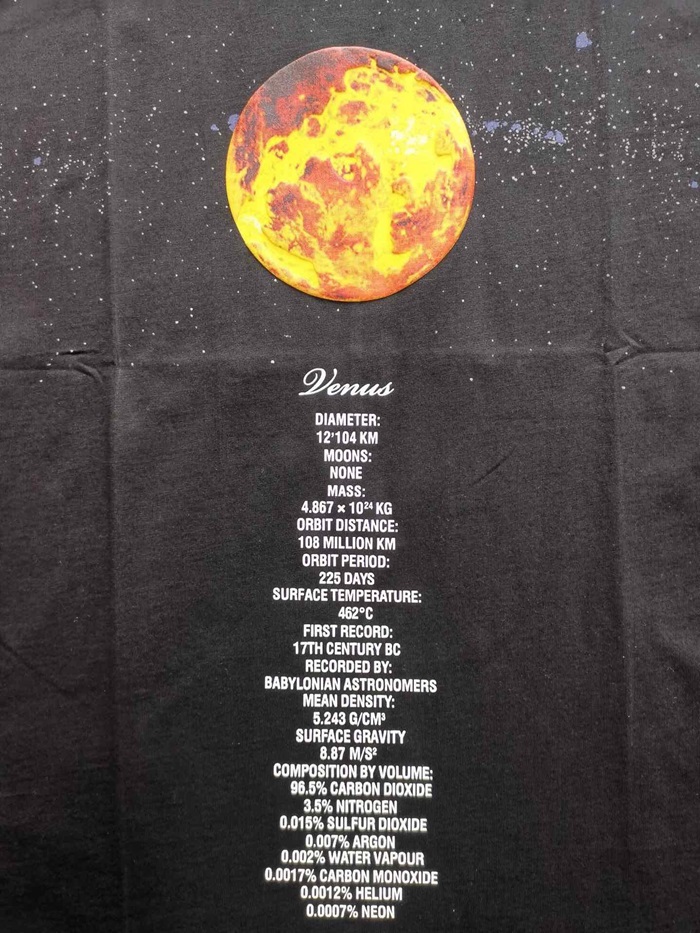 Venus
DIAMETER:
12'104 KM
MOONS:
NONE
MASS:
4.867 × 10²⁴ KG
ORBIT DISTANCE:
108 MILLION KM
ORBIT PERIOD:
225 DAYS
SURFACE TEMPERATURE:
462°C
FIRST RECORD:
17TH CENTURY BC
RECORDED BY:
BABYLONIAN ASTRONOMERS
MEAN DENSITY:
5.243 G/CM³
SURFACE GRAVITY
8.87 M/S²
COMPOSITION BY VOLUME:
96.5% CARBON DIOXIDE
3.5% NITROGEN
0.015% SULFUR DIOXIDE
0.007% ARGON
0.002% WATER VAPOUR
0.0017% CARBON MONOXIDE
0.0012% HELIUM
0.0007% NEON